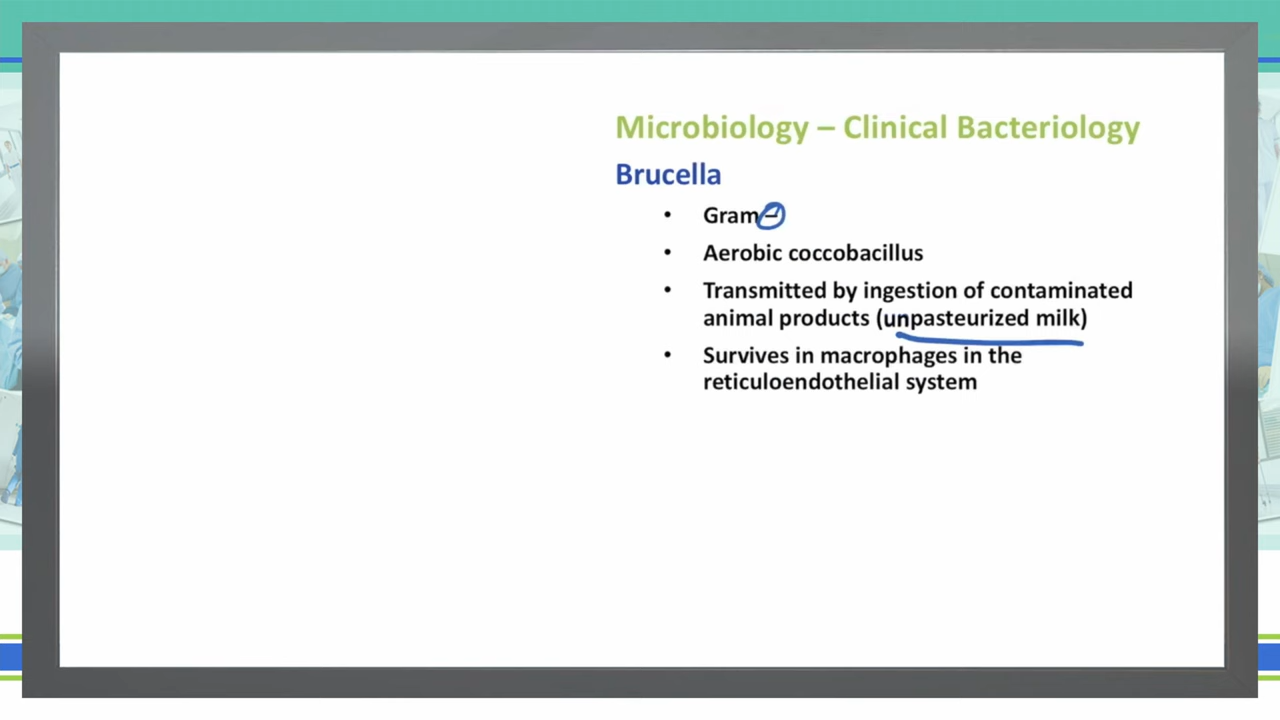 Microbiology – Clinical Bacteriology
Brucella
• Gram –
• Aerobic coccobacillus
• Transmitted by ingestion of contaminated
animal products (unpasteurized milk)
• Survives in macrophages in the
reticuloendothelial system